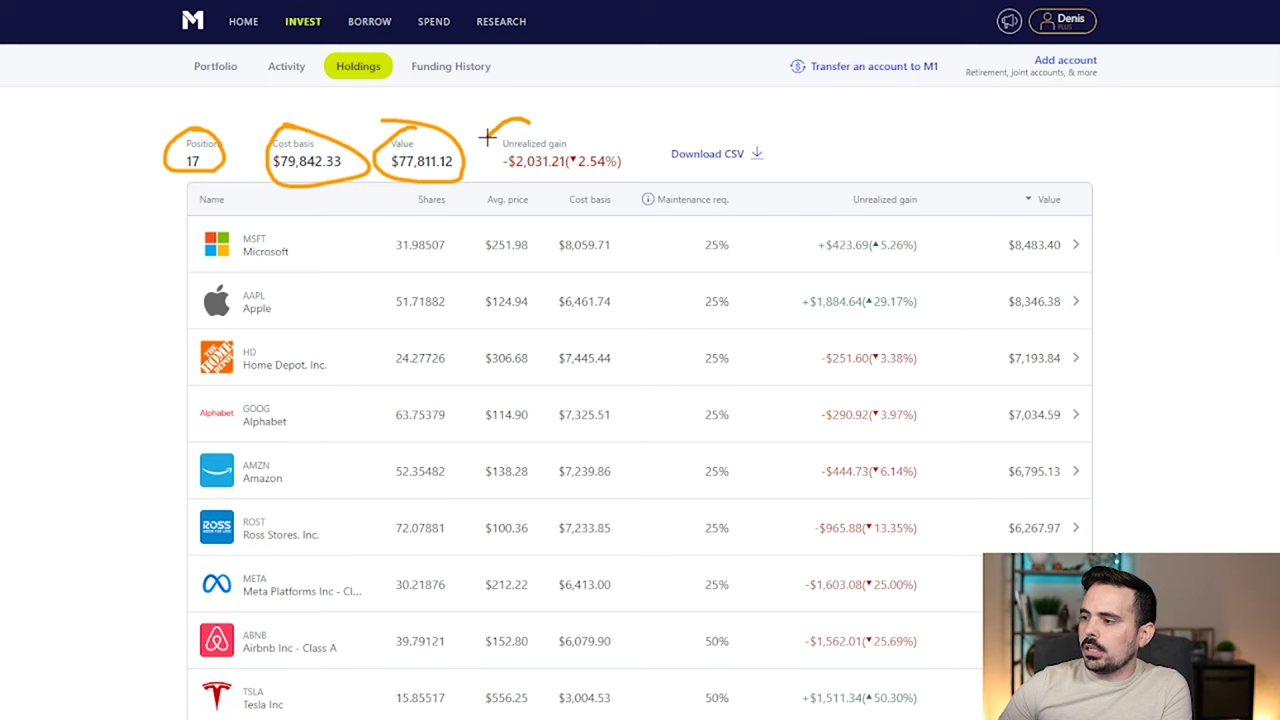 M HOME INVEST BORROW SPEND RESEARCH Denis
PLUS
Portfolio Activity Holdings Funding History Transfer an account to M1 Add account
Retirement, joint accounts, & more
Positions Cost basis Value Unrealized gain
17 $79,842.33 $77,811.12 -$2,031.21(▼2.54%) Download CSV
Name Shares Avg. price Cost basis Maintenance req. Unrealized gain Value
MSFT
Microsoft 31.98507 $251.98 $8,059.71 25% +$423.69(▲5.26%) $8,483.40
AAPL
Apple 51.71882 $124.94 $6,461.74 25% +$1,884.64(▲29.17%) $8,346.38
THE HOME DEPOT
HD
Home Depot, Inc. 24.27726 $306.68 $7,445.44 25% -$251.60(▼3.38%) $7,193.84
Alphabet
GOOG
Alphabet 63.75379 $114.90 $7,325.51 25% -$290.92(▼3.97%) $7,034.59
AMZN
Amazon 52.35482 $138.28 $7,239.86 25% -$444.73(▼6.14%) $6,795.13
ROSS
ROST
Ross Stores, Inc. 72.07881 $100.36 $7,233.85 25% -$965.88(▼13.35%) $6,267.97
META
Meta Platforms Inc - Cl... 30.21876 $212.22 $6,413.00 25% -$1,603.08(▼25.00%)
ABNB
Airbnb Inc - Class A 39.79121 $152.80 $6,079.90 50% -$1,562.01(▼25.69%)
TSLA
Tesla Inc 15.85517 $556.25 $3,004.53 50% +$1,511.34(▲50.30%)